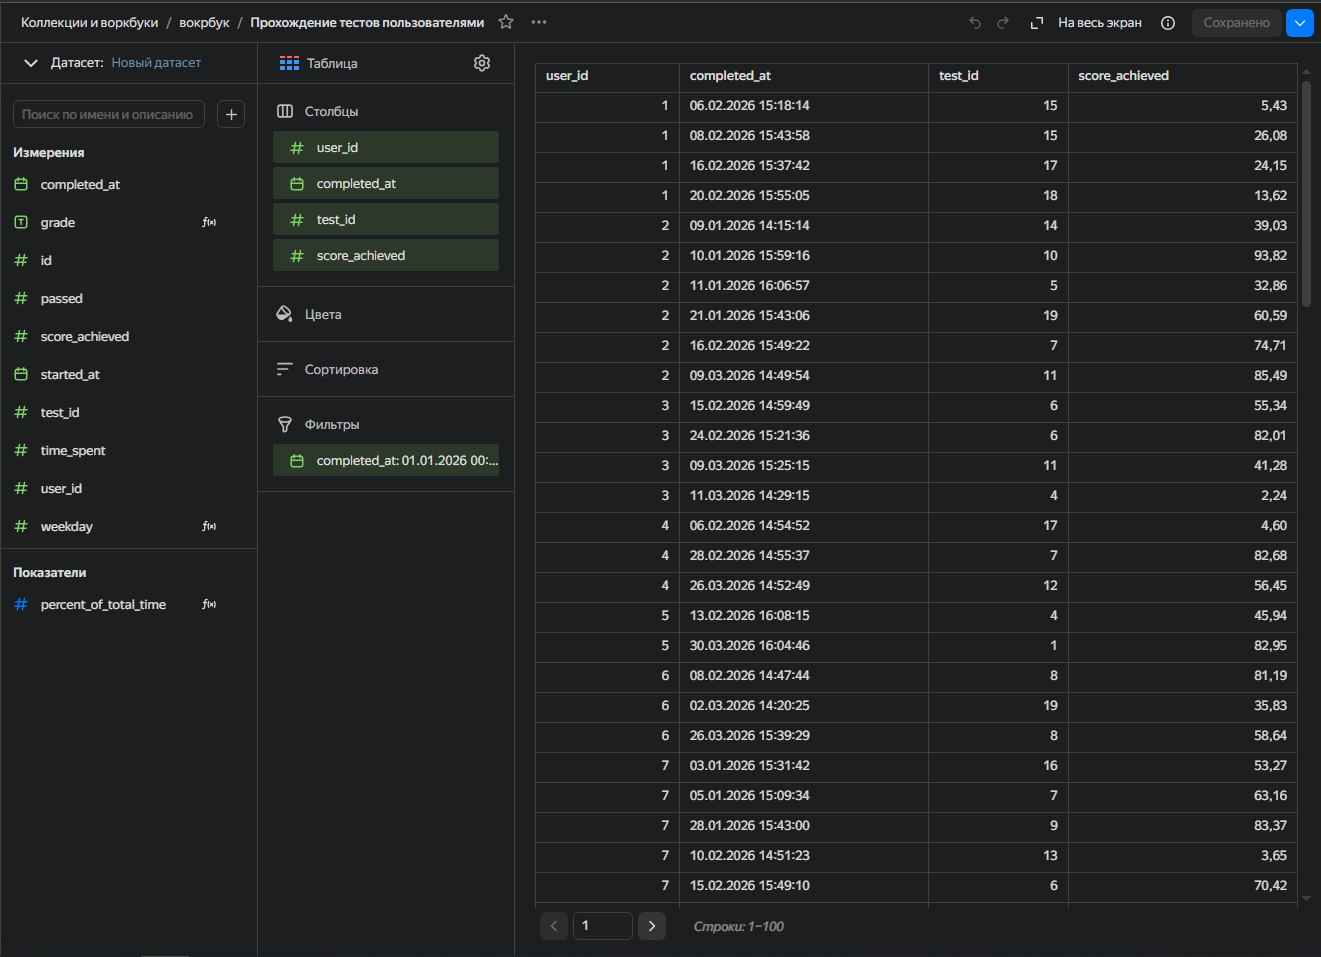 Коллекции и воркбуки / вокрбук / Прохождение тестов пользователями
На весь экран
Сохранено
Датасет: Новый датасет
Поиск по имени и описанию
Измерения
completed_at
grade
id
passed
score_achieved
started_at
test_id
time_spent
user_id
weekday
Показатели
percent_of_total_time
Таблица
Столбцы
user_id
completed_at
test_id
score_achieved
Цвета
Сортировка
Фильтры
completed_at: 01.01.2026 00:...
user_id completed_at test_id score_achieved
1 06.02.2026 15:18:14 15 5,43
1 08.02.2026 15:43:58 15 26,08
1 16.02.2026 15:37:42 17 24,15
1 20.02.2026 15:55:05 18 13,62
2 09.01.2026 14:15:14 14 39,03
2 10.01.2026 15:59:16 10 93,82
2 11.01.2026 16:06:57 5 32,86
2 21.01.2026 15:43:06 19 60,59
2 16.02.2026 15:49:22 7 74,71
2 09.03.2026 14:49:54 11 85,49
3 15.02.2026 14:59:49 6 55,34
3 24.02.2026 15:21:36 6 82,01
3 09.03.2026 15:25:15 11 41,28
3 11.03.2026 14:29:15 4 2,24
4 06.02.2026 14:54:52 17 4,60
4 28.02.2026 14:55:37 7 82,68
4 26.03.2026 14:52:49 12 56,45
5 13.02.2026 16:08:15 4 45,94
5 30.03.2026 16:04:46 1 82,95
6 08.02.2026 14:47:44 8 81,19
6 02.03.2026 14:20:25 19 35,83
6 26.03.2026 15:39:29 8 58,64
7 03.01.2026 15:31:42 16 53,27
7 05.01.2026 15:09:34 7 63,16
7 28.01.2026 15:43:00 9 83,37
7 10.02.2026 14:51:23 13 3,65
7 15.02.2026 15:49:10 6 70,42
1
Строки: 1–100